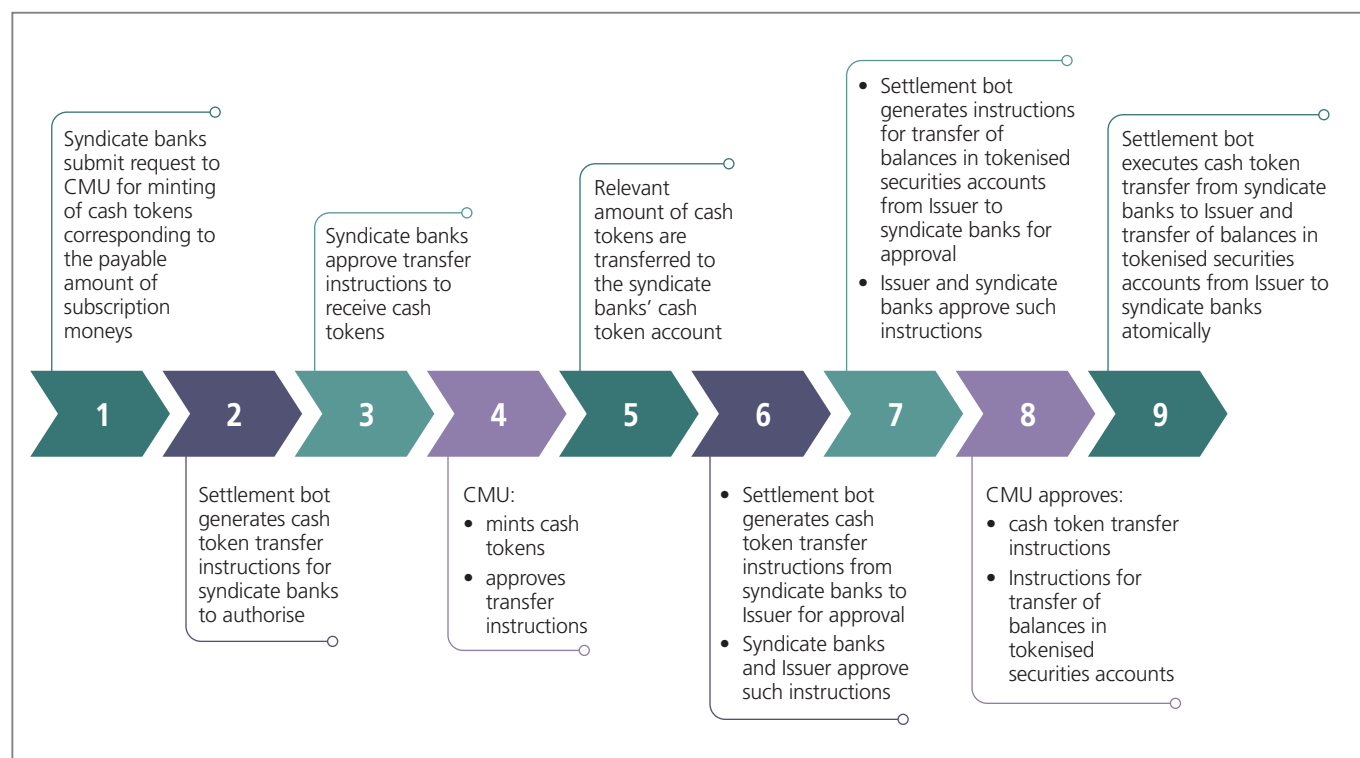 Syndicate banks
submit request to
CMU for minting
of cash tokens
corresponding to
the payable
amount of
subscription
moneys
Syndicate banks
approve transfer
instructions to
receive cash
tokens
Relevant
amount of cash
tokens are
transferred to
the syndicate
banks’ cash
token account
• Settlement bot
generates instructions
for transfer of
balances in tokenised
securities accounts
from Issuer to
syndicate banks for
approval
• Issuer and syndicate
banks approve such
instructions
Settlement bot
executes cash token
transfer from syndicate
banks to Issuer and
transfer of balances in
tokenised securities
accounts from Issuer to
syndicate banks
atomically
1
2
3
4
5
6
7
8
9
Settlement bot
generates cash
token transfer
instructions for
syndicate banks
to authorise
CMU:
• mints cash
tokens
• approves
transfer
instructions
• Settlement bot
generates cash
token transfer
instructions from
syndicate banks to
Issuer for approval
• Syndicate banks
and Issuer approve
such instructions
CMU approves:
• cash token transfer
instructions
• Instructions for
transfer of
balances in
tokenised
securities accounts